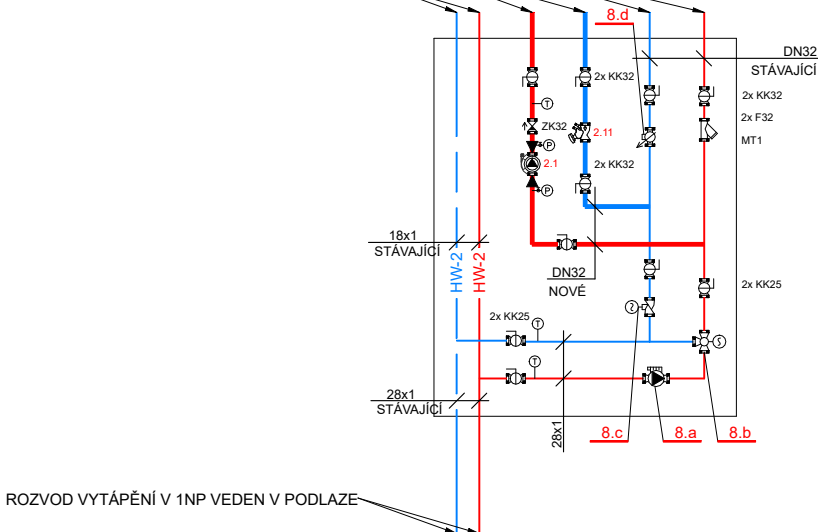 8.d
DN32
STÁVAJÍCÍ
2x KK32
2x KK32
2x F32
MT1
T
ZK32
2.11
P
2.1
2x KK32
P
18x1
STÁVAJÍCÍ
HW-2
HW-2
DN32
NOVÉ
2x KK25
2x KK25
T
T
28x1
STÁVAJÍCÍ
28x1
8.c
8.a
8.b
ROZVOD VYTÁPĚNÍ V 1NP VEDEN V PODLAZE